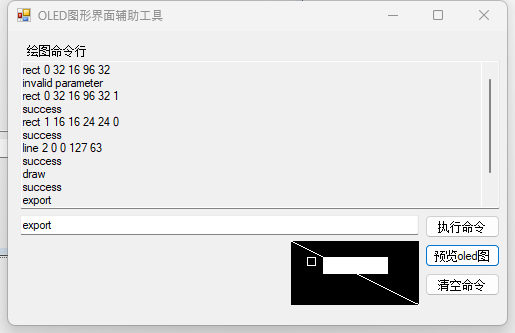 OLED图形界面辅助工具
绘图命令行
rect 0 32 16 96 32
invalid parameter
rect 0 32 16 96 32 1
success
rect 1 16 16 24 24 0
success
line 2 0 0 127 63
success
draw
success
export
export
执行命令
预览oled图
清空命令